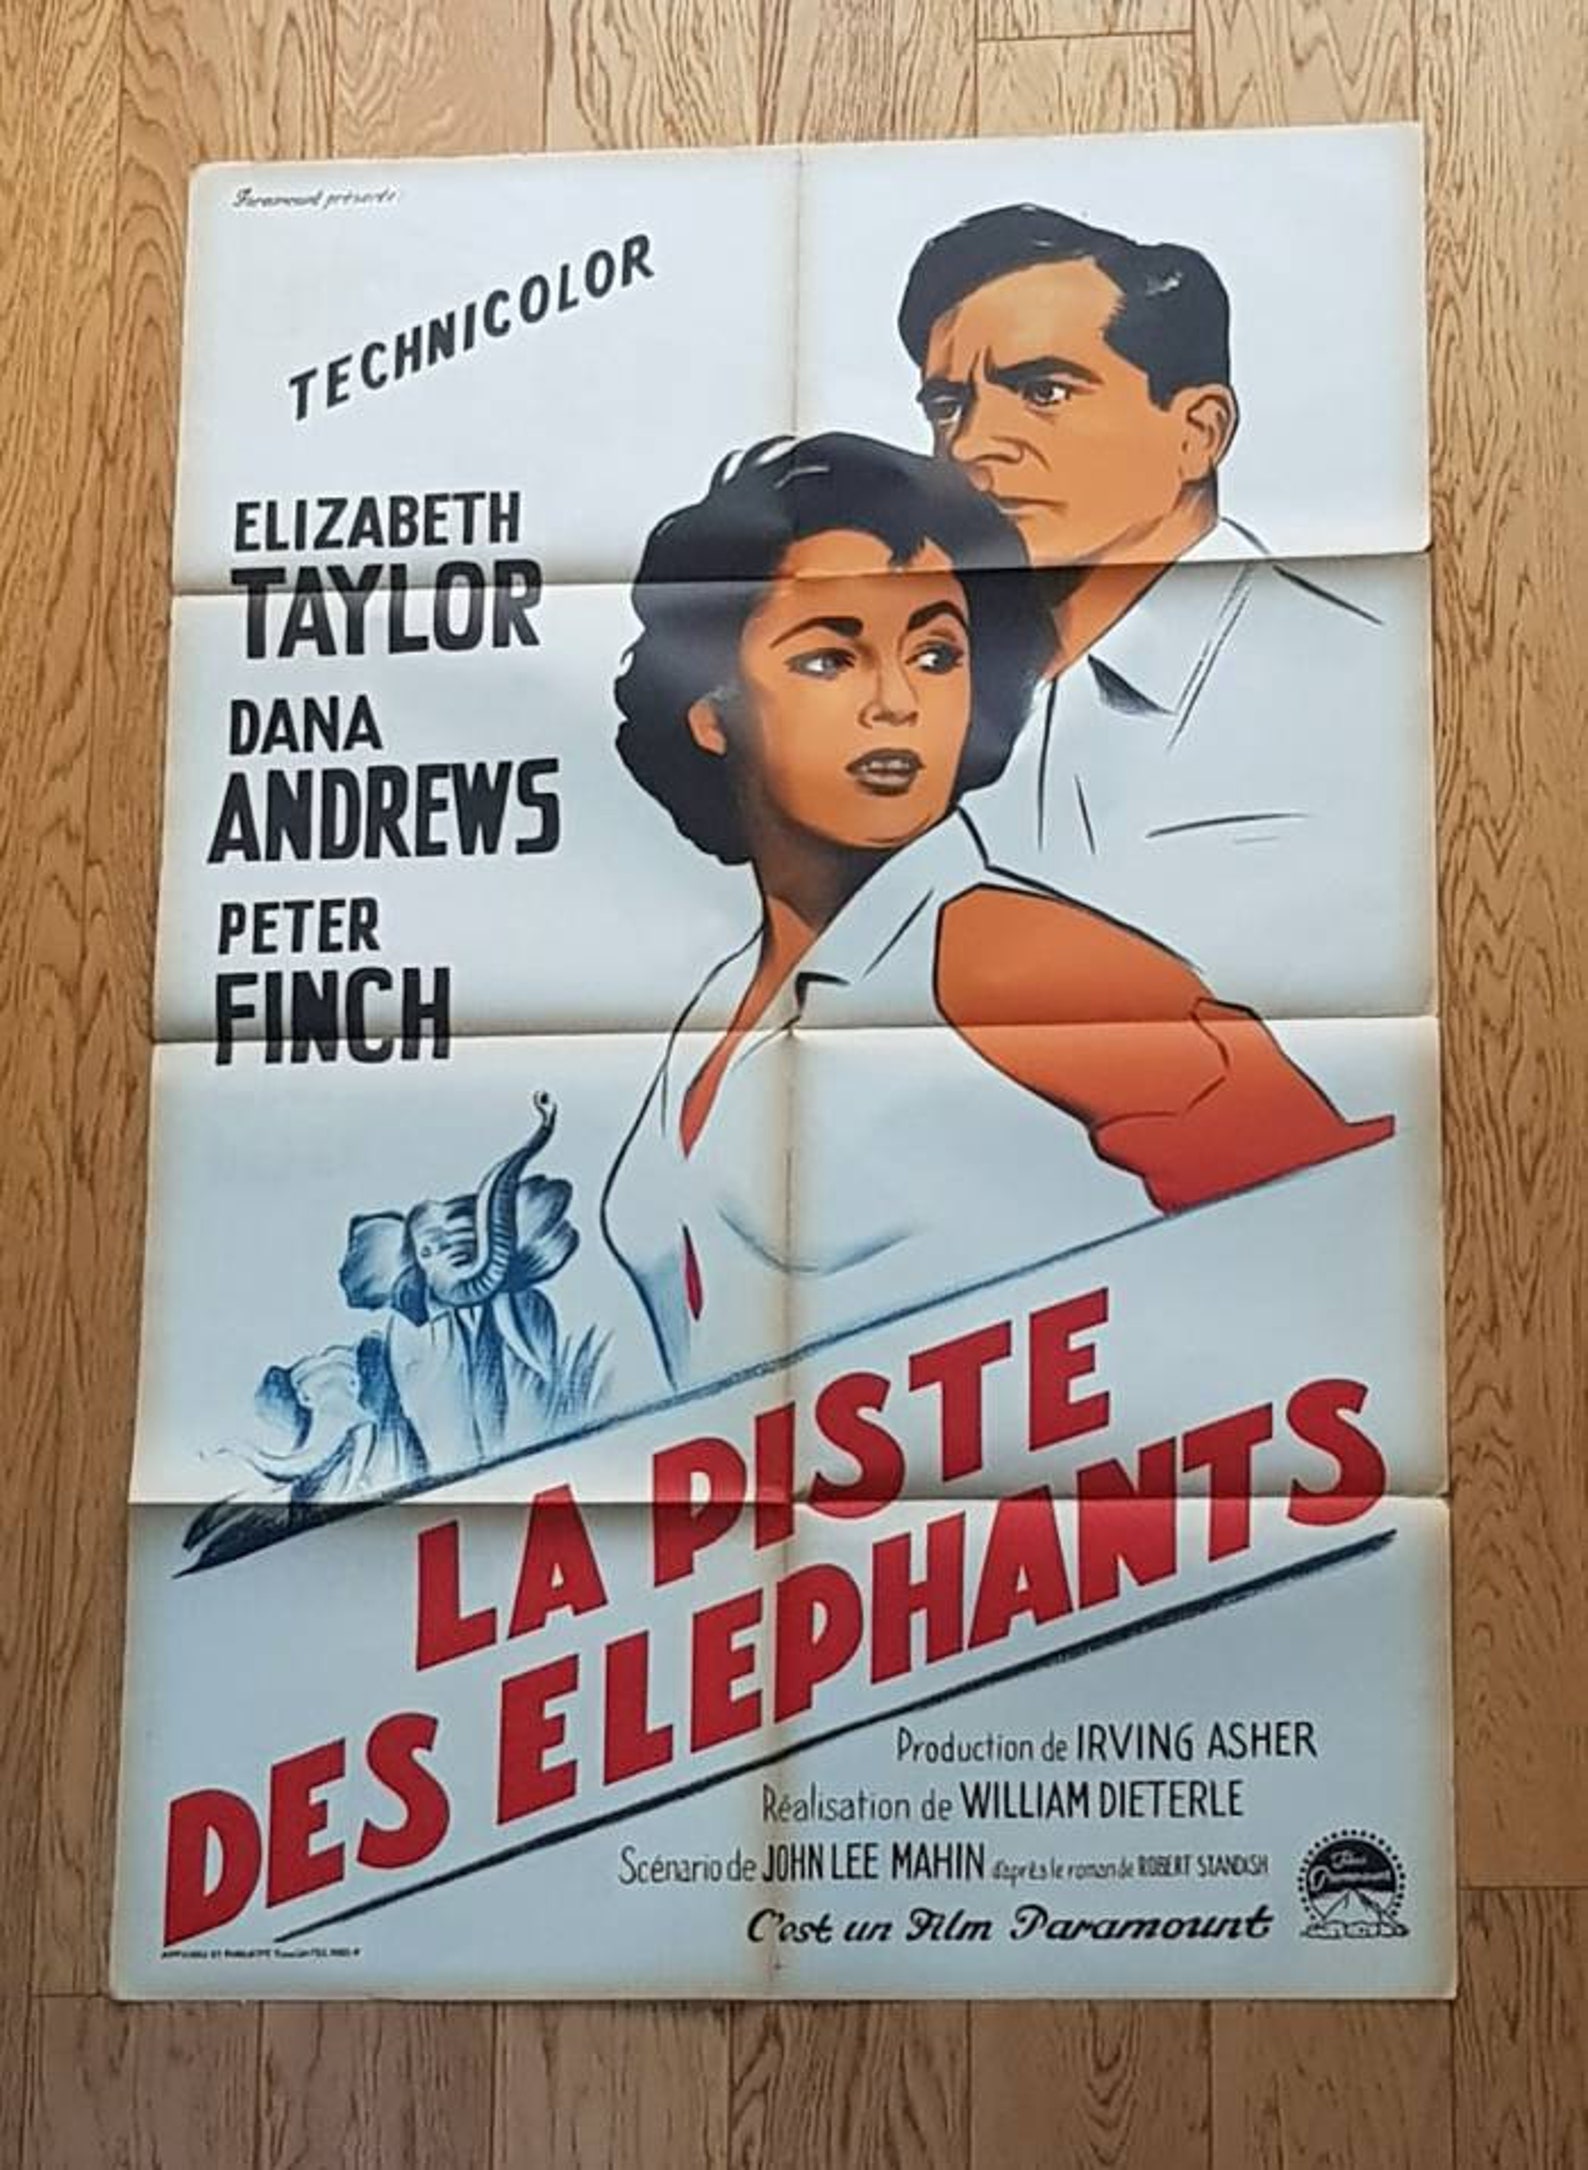 Paramount présente
TECHNICOLOR
ELIZABETH
TAYLOR
DANA
ANDREWS
PETER
FINCH
LA PISTE
DES ELEPHANTS
Production de IRVING ASHER
Réalisation de WILLIAM DIETERLE
Scénario de JOHN LEE MAHIN d'après le roman de ROBERT STANDISH
C'est un Film Paramount
Paramount